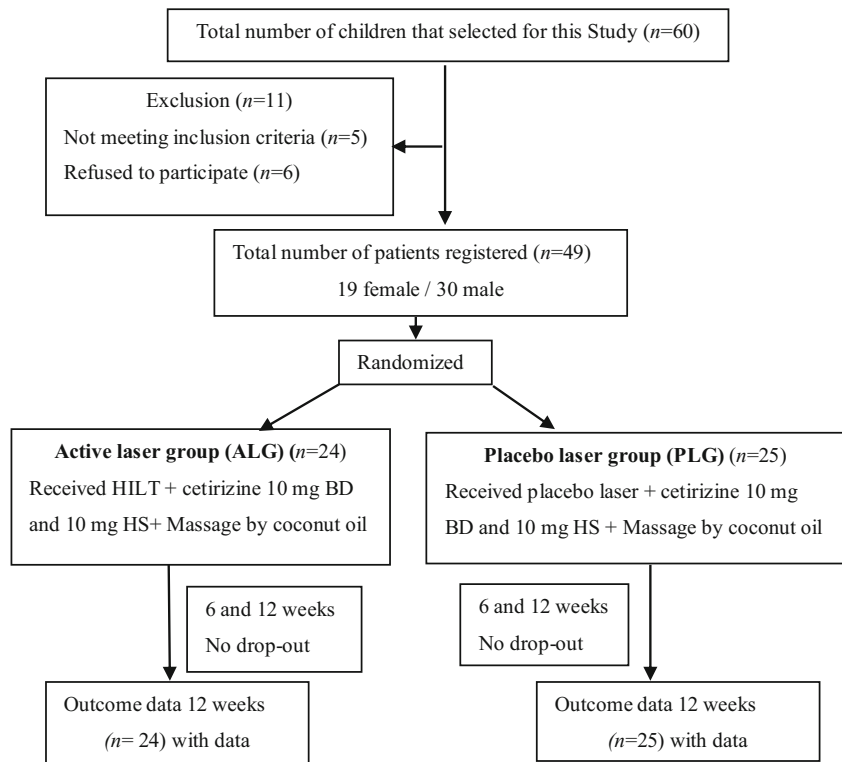 Total number of children that selected for this Study (n=60)
Exclusion (n=11)
Not meeting inclusion criteria (n=5)
Refused to participate (n=6)
Total number of patients registered (n=49)
19 female / 30 male
Randomized
Active laser group (ALG) (n=24)
Received HILT + cetirizine 10 mg BD
and 10 mg HS+ Massage by coconut oil
Placebo laser group (PLG) (n=25)
Received placebo laser + cetirizine 10 mg
BD and 10 mg HS + Massage by coconut oil
6 and 12 weeks
No drop-out
6 and 12 weeks
No drop-out
Outcome data 12 weeks
(n= 24) with data
Outcome data 12 weeks
(n=25) with data